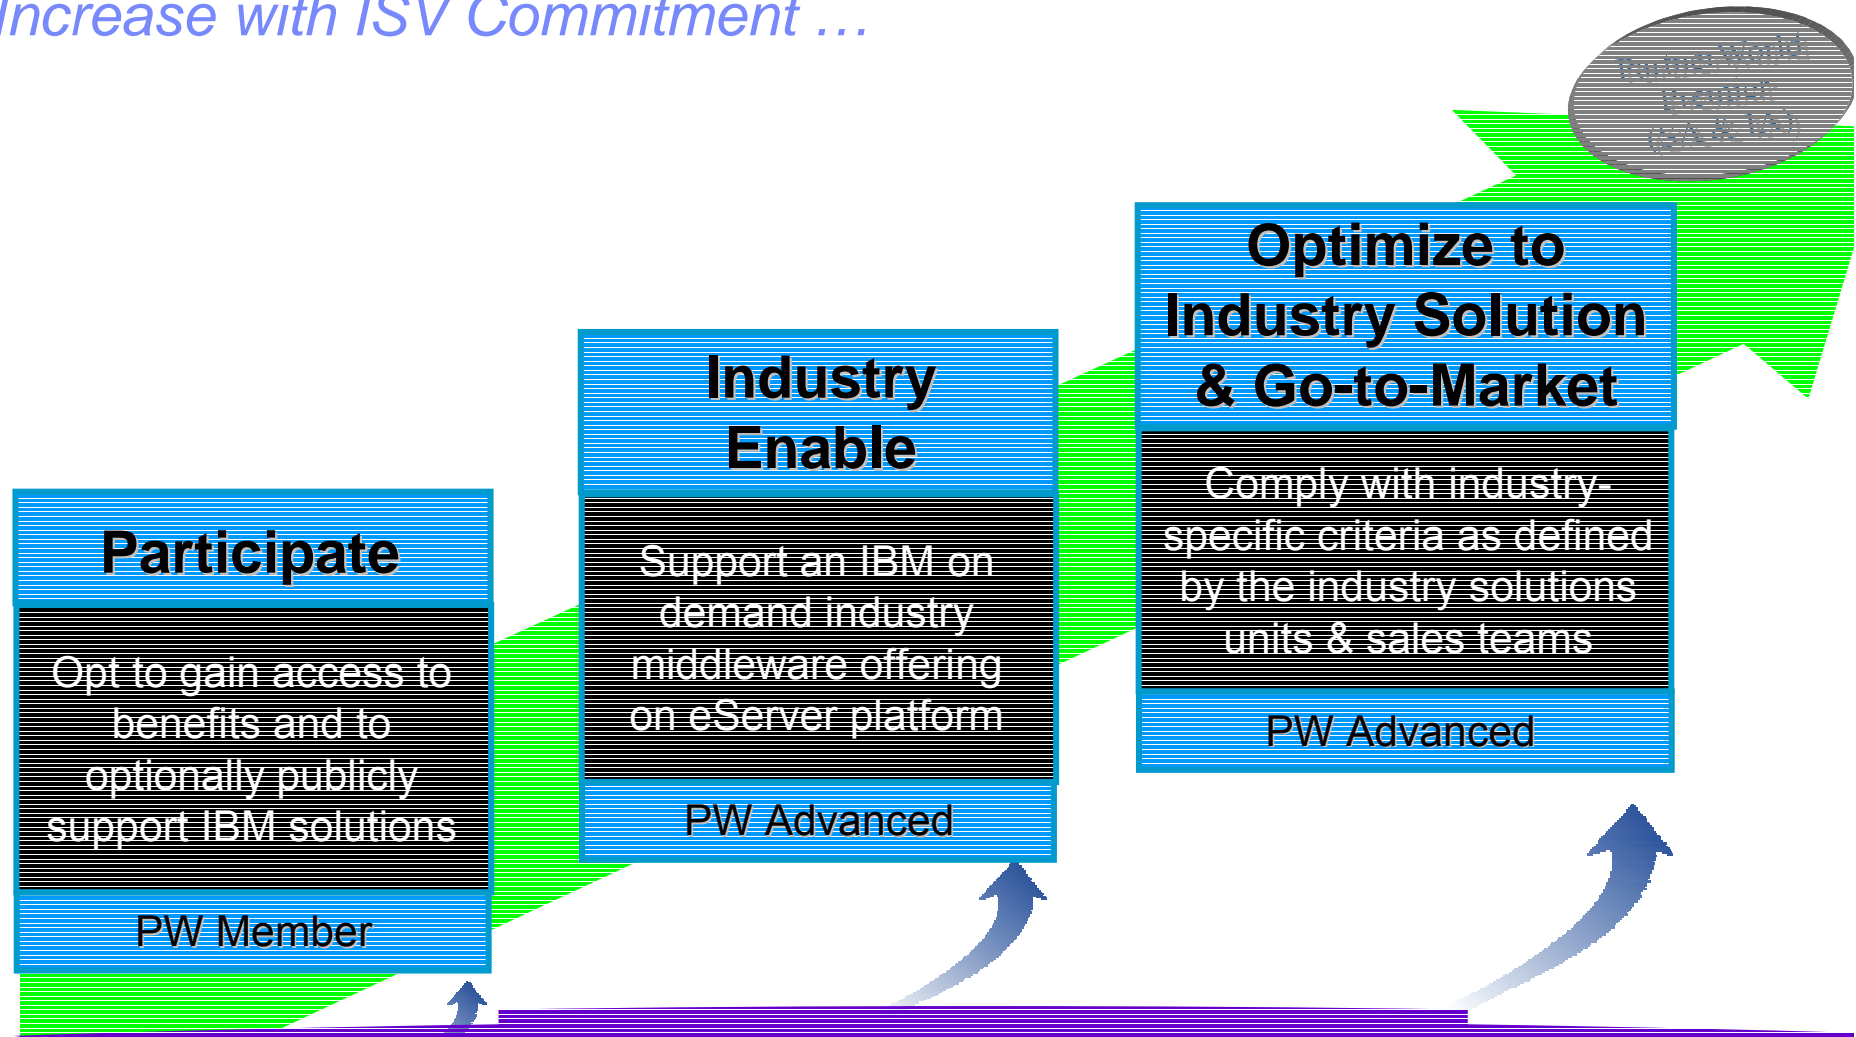 Increase with ISV Commitment …
Optimize to
Industry Solution
& Go-to-Market
Comply with industry-
specific criteria as defined
by the industry solutions
units & sales teams
PW Advanced
Industry
Enable
Support an IBM on
demand industry
middleware offering
on eServer platform
PW Advanced
Participate
Opt to gain access to
benefits and to
optionally publicly
support IBM solutions
PW Member